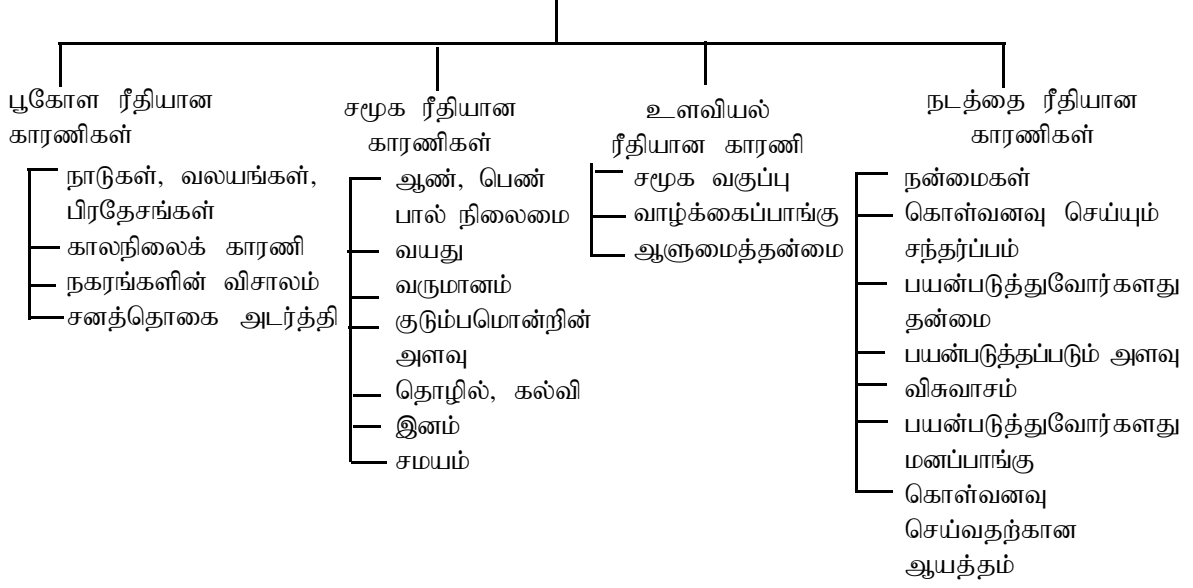 பூகோள ரீதியான
காரணிகள்
நாடுகள், வலயங்கள்,
பிரதேசங்கள்
காலநிலைக் காரணி
நகரங்களின் விசாலம்
சனத்தொகை அடர்த்தி
சமூக ரீதியான
காரணிகள்
ஆண், பெண்
பால் நிலைமை
வயது
வருமானம்
குடும்பமொன்றின்
அளவு
தொழில், கல்வி
இனம்
சமயம்
உளவியல்
ரீதியான காரணி
சமூக வகுப்பு
வாழ்க்கைப்பாங்கு
ஆளுமைத்தன்மை
நடத்தை ரீதியான
காரணிகள்
நன்மைகள்
கொள்வனவு செய்யும்
சந்தர்ப்பம்
பயன்படுத்துவோர்களது
தன்மை
பயன்படுத்தப்படும் அளவு
விசுவாசம்
பயன்படுத்துவோர்களது
மனப்பாங்கு
கொள்வனவு
செய்வதற்கான
ஆயத்தம்